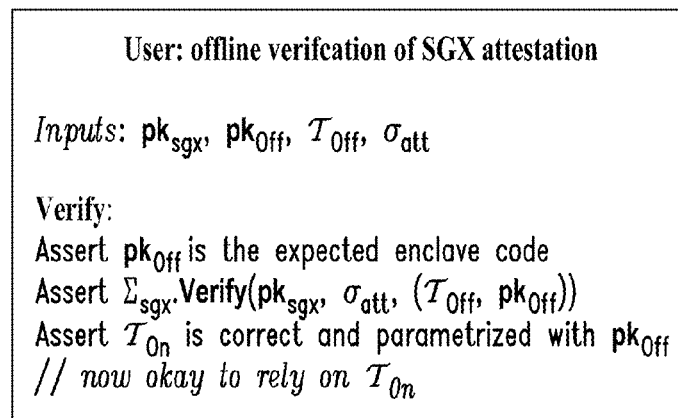 User: offline verifcation of SGX attestation
Inputs: pk_sgx, pk_Off, 𝒯_Off, σ_att
Verify:
Assert pk_Off is the expected enclave code
Assert Σ_sgx.Verify(pk_sgx, σ_att, (𝒯_Off, pk_Off))
Assert 𝒯_On is correct and parametrized with pk_Off
// now okay to rely on 𝒯_On